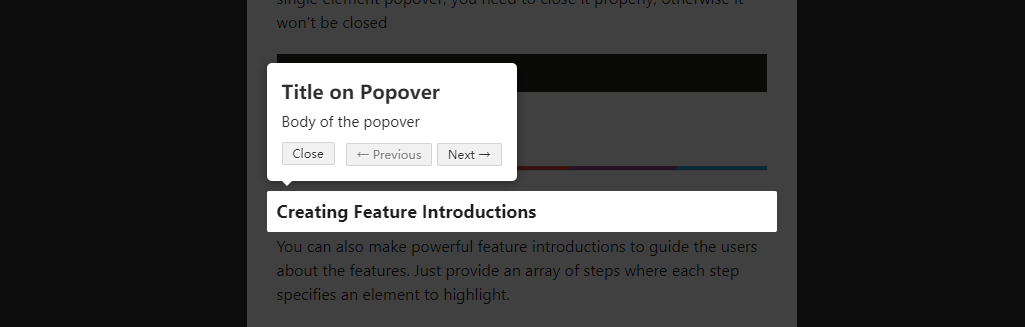 single element popover, you need to close it properly, otherwise it
won't be closed
Title on Popover
Body of the popover
Close
← Previous
Next →
Creating Feature Introductions
You can also make powerful feature introductions to guide the users
about the features. Just provide an array of steps where each step
specifies an element to highlight.